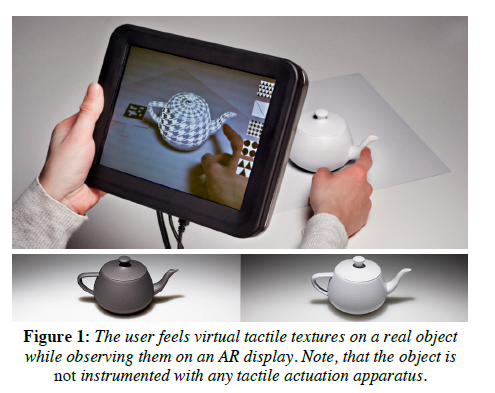 Figure 1: The user feels virtual tactile textures on a real object
while observing them on an AR display. Note, that the object is
not instrumented with any tactile actuation apparatus.